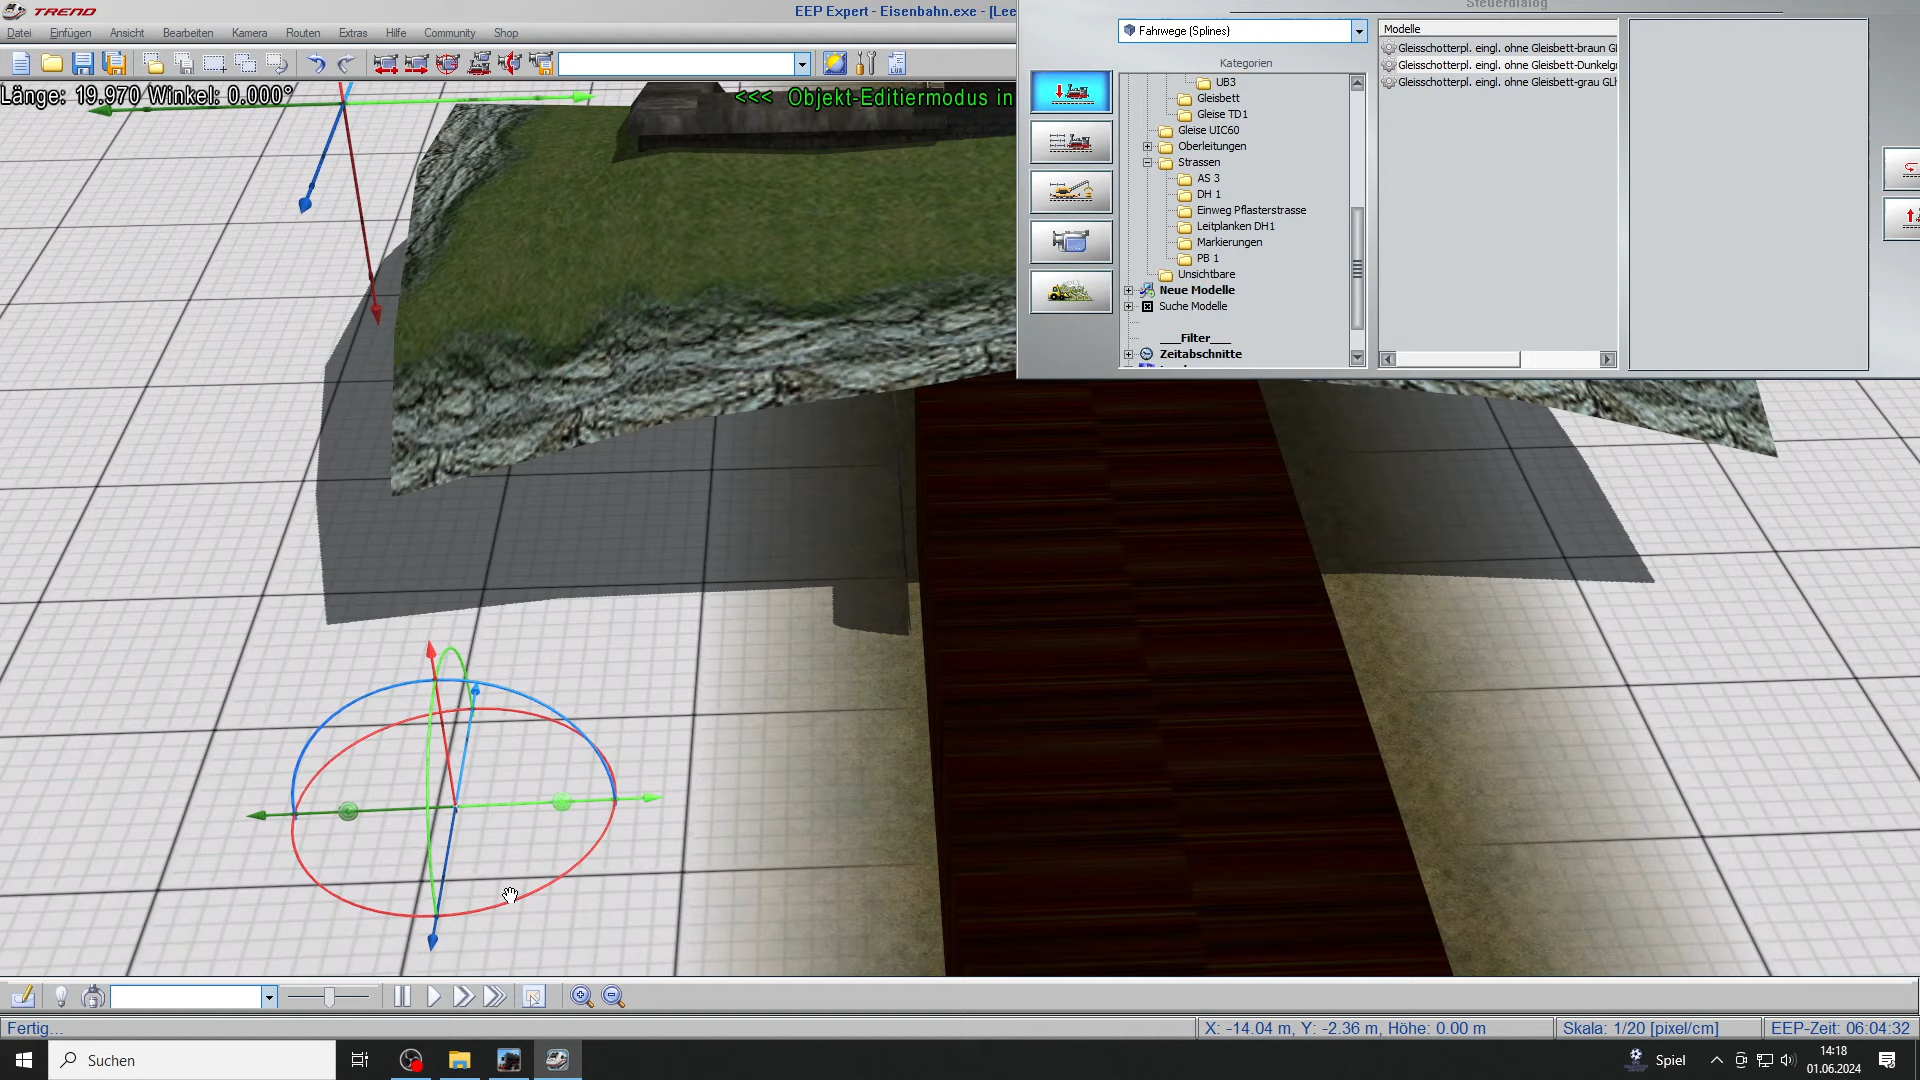 TREND
EEP Expert - Eisenbahn.exe - [Lee
Datei Einfügen Ansicht Bearbeiten Kamera Routen Extras Hilfe Community Shop
Länge: 19.970 Winkel: 0.000°
<<< Objekt-Editiermodus in
Steuerdialog
Fahrwege (Splines)
Kategorien
UB3
Gleisbett
Gleise TD1
Gleise UIC60
Oberleitungen
Strassen
AS 3
DH 1
Einweg Pflasterstrasse
Leitplanken DH1
Markierungen
PB 1
Unsichtbare
Neue Modelle
Suche Modelle
___Filter___
Zeitabschnitte
Modelle
Gleisschotterpl. eingl. ohne Gleisbett-braun Gl
Gleisschotterpl. eingl. ohne Gleisbett-Dunkelgr
Gleisschotterpl. eingl. ohne Gleisbett-grau GLH
LUA
Fertig...
X: -14.04 m, Y: -2.36 m, Höhe: 0.00 m
Skala: 1/20 [pixel/cm]
EEP-Zeit: 06:04:32
Suchen
Spiel
14:18
01.06.2024